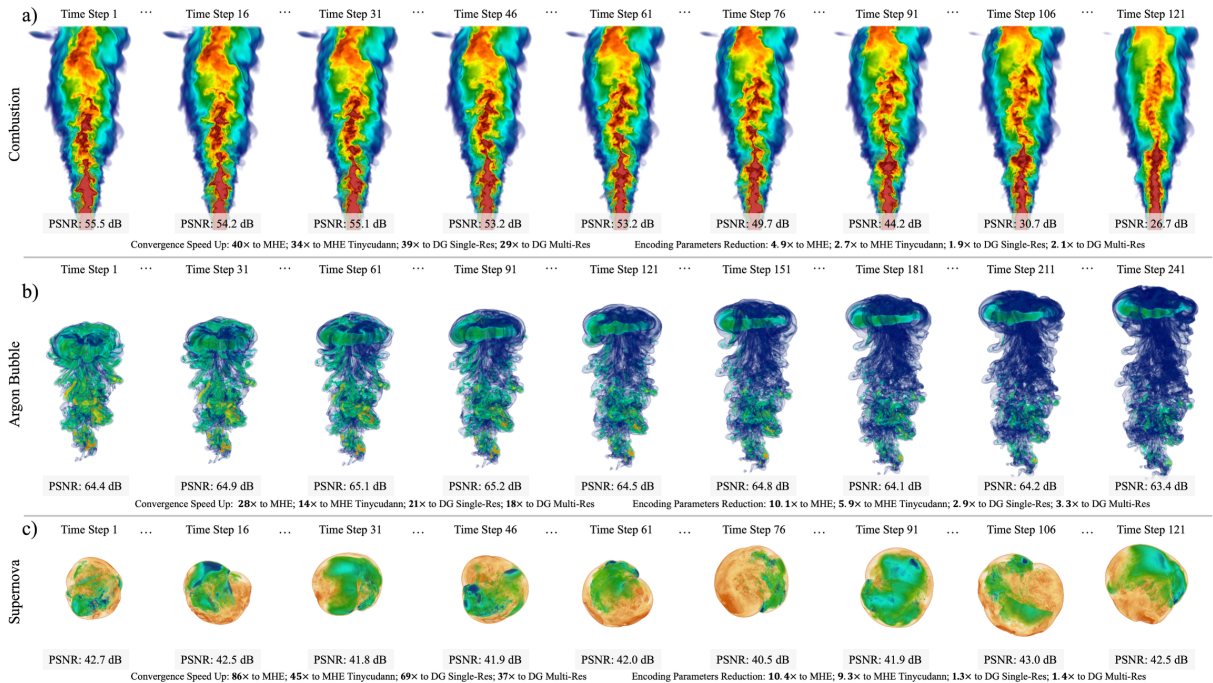 a) Time Step 1 ... Time Step 16 ... Time Step 31 ... Time Step 46 ... Time Step 61 ... Time Step 76 ... Time Step 91 ... Time Step 106 ... Time Step 121
Combustion
PSNR: 55.5 dB PSNR: 54.2 dB PSNR: 55.1 dB PSNR: 53.2 dB PSNR: 53.2 dB PSNR: 49.7 dB PSNR: 44.2 dB PSNR: 30.7 dB PSNR: 26.7 dB
Convergence Speed Up: 40× to MHE; 34× to MHE Tinycudann; 39× to DG Single-Res; 29× to DG Multi-Res Encoding Parameters Reduction: 4.9× to MHE; 2.7× to MHE Tinycudann; 1.9× to DG Single-Res; 2.1× to DG Multi-Res
Time Step 1 ... Time Step 31 ... Time Step 61 ... Time Step 91 ... Time Step 121 ... Time Step 151 ... Time Step 181 ... Time Step 211 ... Time Step 241
b)
Argon Bubble
PSNR: 64.4 dB PSNR: 64.9 dB PSNR: 65.1 dB PSNR: 65.2 dB PSNR: 64.5 dB PSNR: 64.8 dB PSNR: 64.1 dB PSNR: 64.2 dB PSNR: 63.4 dB
Convergence Speed Up: 28× to MHE; 14× to MHE Tinycudann; 21× to DG Single-Res; 18× to DG Multi-Res Encoding Parameters Reduction: 10.1× to MHE; 5.9× to MHE Tinycudann; 2.9× to DG Single-Res; 3.3× to DG Multi-Res
c) Time Step 1 ... Time Step 16 ... Time Step 31 ... Time Step 46 ... Time Step 61 ... Time Step 76 ... Time Step 91 ... Time Step 106 ... Time Step 121
Supernova
PSNR: 42.7 dB PSNR: 42.5 dB PSNR: 41.8 dB PSNR: 41.9 dB PSNR: 42.0 dB PSNR: 40.5 dB PSNR: 41.9 dB PSNR: 43.0 dB PSNR: 42.5 dB
Convergence Speed Up: 86× to MHE; 45× to MHE Tinycudann; 69× to DG Single-Res; 37× to DG Multi-Res Encoding Parameters Reduction: 10.4× to MHE; 9.3× to MHE Tinycudann; 1.3× to DG Single-Res; 1.4× to DG Multi-Res